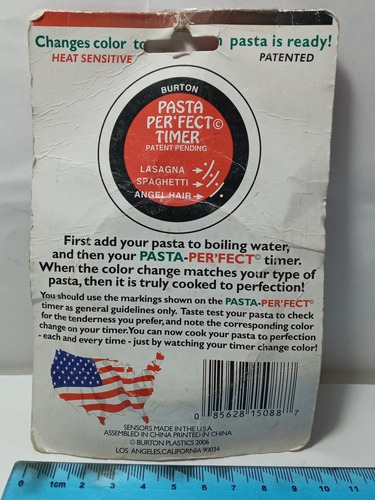 Changes color to n pasta is ready!
HEAT SENSITIVE PATENTED
BURTON
PASTA
PER'FECT©
TIMER
PATENT PENDING
LASAGNA
SPAGHETTI
ANGEL HAIR
First add your pasta to boiling water,
and then your PASTA-PER'FECT© timer.
When the color change matches your type of
pasta, then it is truly cooked to perfection!
You should use the markings shown on the PASTA-PER'FECT©
timer as general guidelines only. Taste test your pasta to check
for the tenderness you prefer, and note the corresponding color
change on your timer.You can now cook your pasta to perfection
- each and every time - just by watching your timer change color!
0 85628 15088 7
SENSORS MADE IN THE U.S.A.
ASSEMBLED IN CHINA PRINTED IN CHINA
© BURTON PLASTICS 2006
LOS ANGELES,CALIFORNIA 90034
0 1cm 2 3 4 5 6 7 8 9 10 11